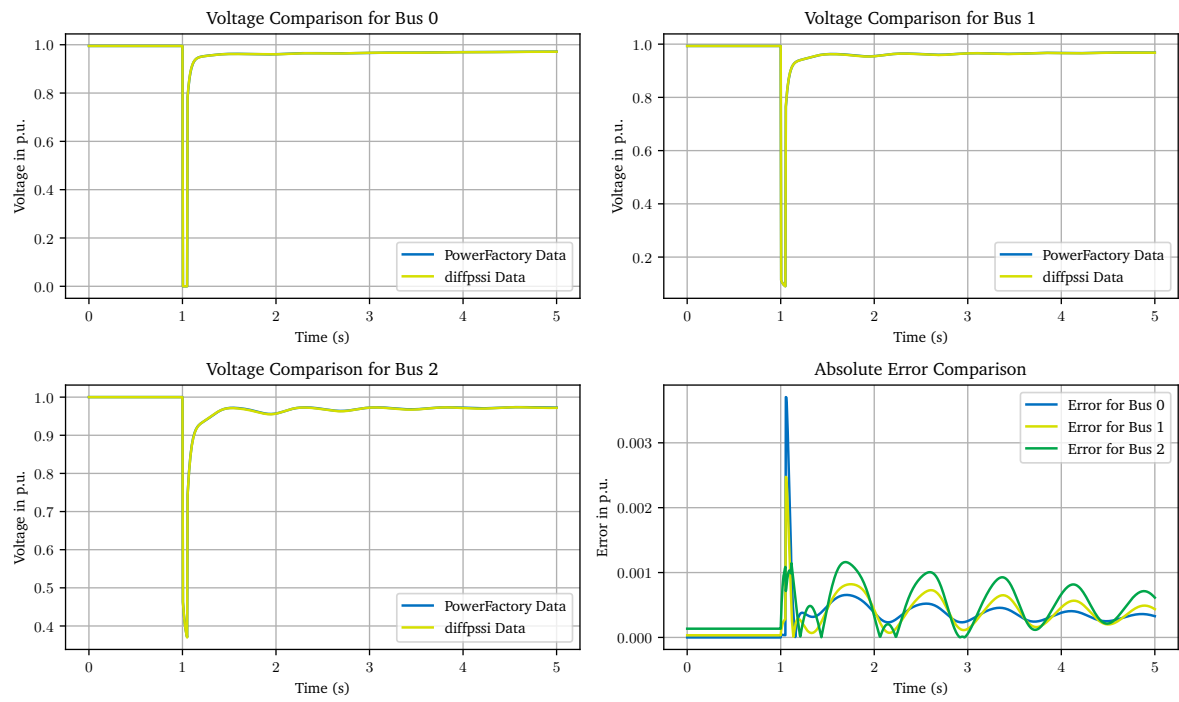 Voltage Comparison for Bus 0
1.0
0.8
0.6
0.4
0.2
0.0
Voltage in p.u.
PowerFactory Data
diffpssi Data
0 1 2 3 4 5
Time (s)
Voltage Comparison for Bus 1
1.0
0.8
0.6
0.4
0.2
Voltage in p.u.
PowerFactory Data
diffpssi Data
0 1 2 3 4 5
Time (s)
Voltage Comparison for Bus 2
1.0
0.9
0.8
0.7
0.6
0.5
0.4
Voltage in p.u.
PowerFactory Data
diffpssi Data
0 1 2 3 4 5
Time (s)
Absolute Error Comparison
0.003
0.002
0.001
0.000
Error in p.u.
Error for Bus 0
Error for Bus 1
Error for Bus 2
0 1 2 3 4 5
Time (s)